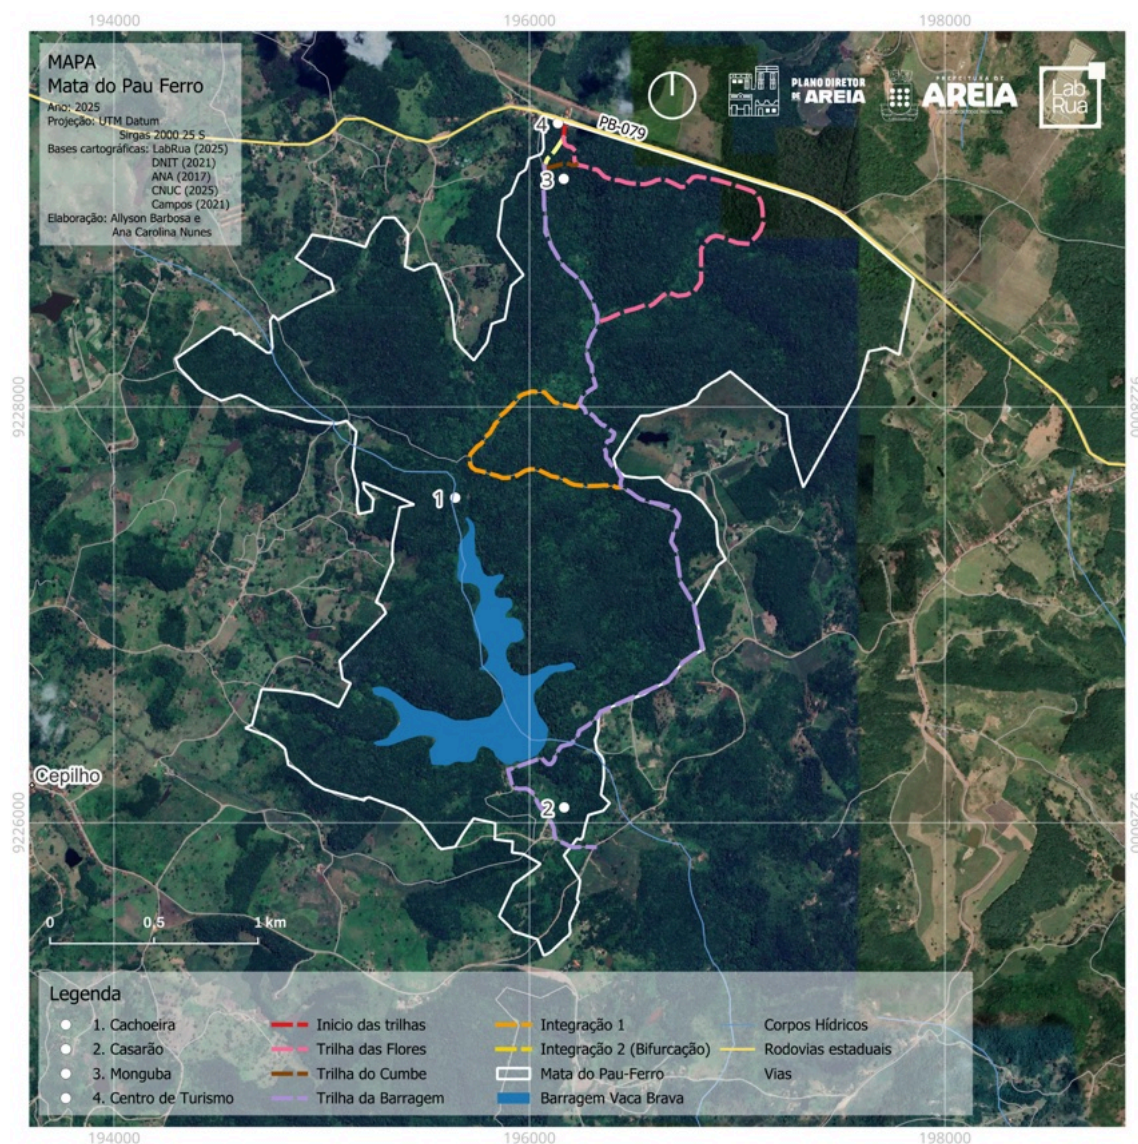 194000
196000
198000
MAPA
Mata do Pau Ferro
Ano: 2025
Projeção: UTM Datum
Sirgas 2000 25 S
Bases cartográficas: LabRua (2025)
DNIT (2021)
ANA (2017)
CNUC (2025)
Campos (2021)
Elaboração: Allyson Barbosa e
Ana Carolina Nunes
PLANO DIRETOR
DE AREIA
PREFEITURA DE
AREIA
Lab
Rua
4
PB-079
3
9228000
9228000
1
Cepilho
2
9226000
9226000
0
0,5
1 km
Legenda
1. Cachoeira
2. Casarão
3. Monguba
4. Centro de Turismo
Inicio das trilhas
Trilha das Flores
Trilha do Cumbe
Trilha da Barragem
Integração 1
Integração 2 (Bifurcação)
Mata do Pau-Ferro
Barragem Vaca Brava
Corpos Hídricos
Rodovias estaduais
Vias
194000
196000
198000